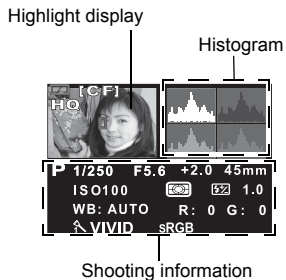 Highlight display
Histogram
[CF]
HQ
P 1/250 F5.6 +2.0 45mm
ISO100 1.0
WB: AUTO R: 0 G: 0
VIVID sRGB
Shooting information